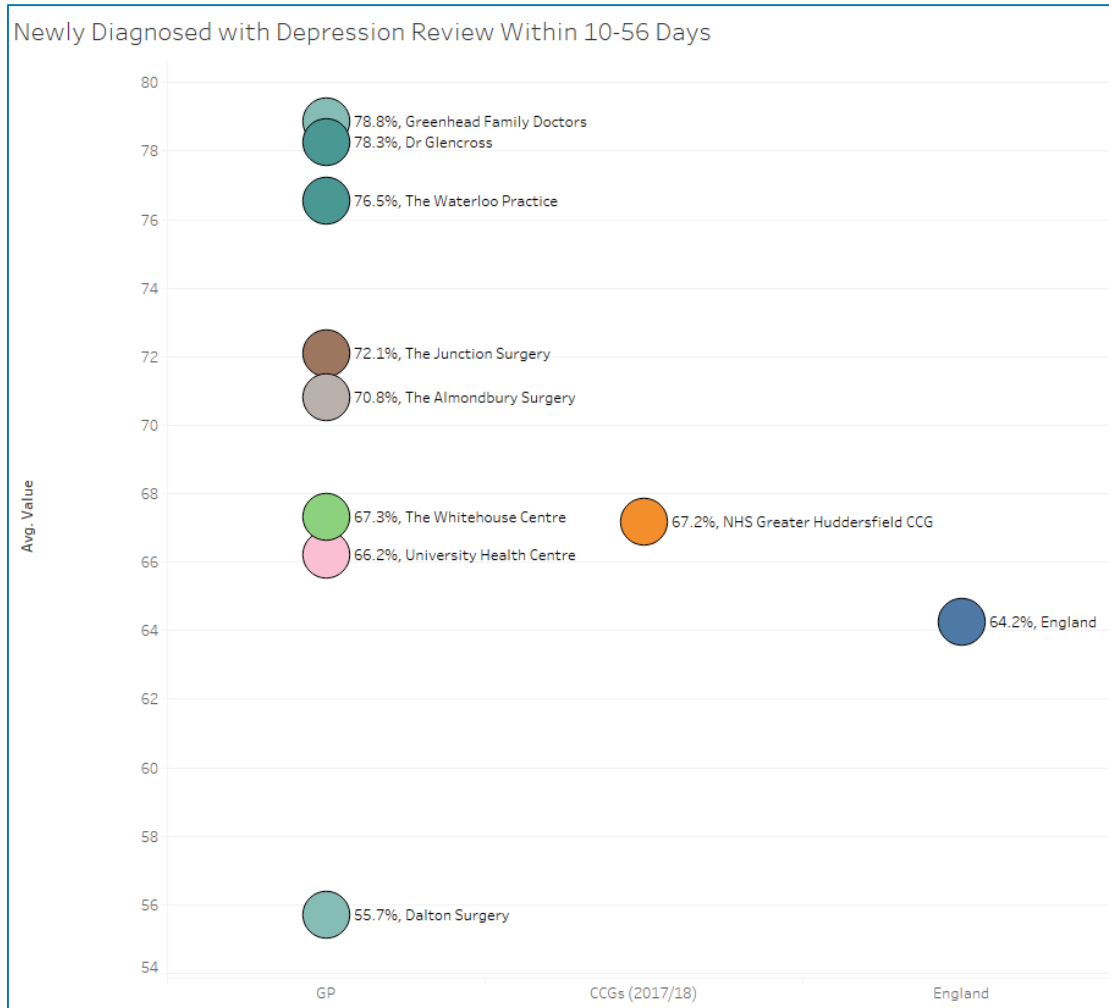 Newly Diagnosed with Depression Review Within 10-56 Days
80
78.8%, Greenhead Family Doctors
78.3%, Dr Glencross
78
76.5%, The Waterloo Practice
76
74
72.1%, The Junction Surgery
72
70.8%, The Almondbury Surgery
70
68
67.3%, The Whitehouse Centre
67.2%, NHS Greater Huddersfield CCG
66.2%, University Health Centre
66
Avg. Value
64.2%, England
64
62
60
58
56
55.7%, Dalton Surgery
54
GP
CCGs (2017/18)
England